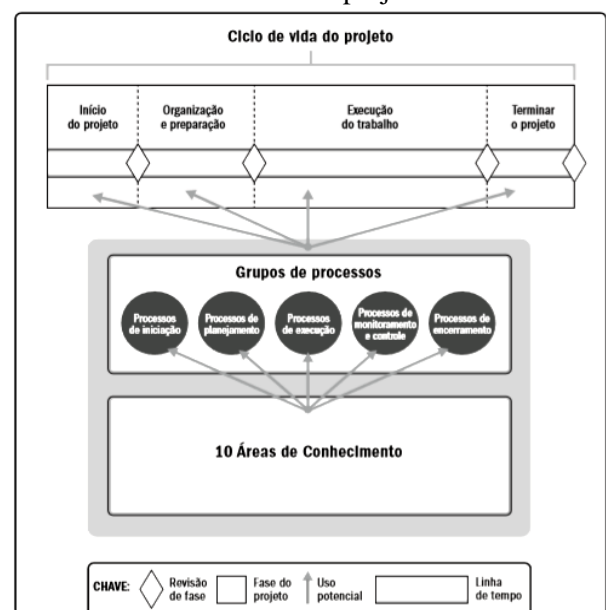 Ciclo de vida do projeto
Início
do projeto
Organização
e preparação
Execução
do trabalho
Terminar
o projeto
Grupos de processos
Processos
de iniciação
Processos de
planejamento
Processos
de execução
Processos de
monitoramento
e controle
Processos de
encerramento
10 Áreas de Conhecimento
CHAVE:
Revisão
de fase
Fase do
projeto
Uso
potencial
Linha
de tempo